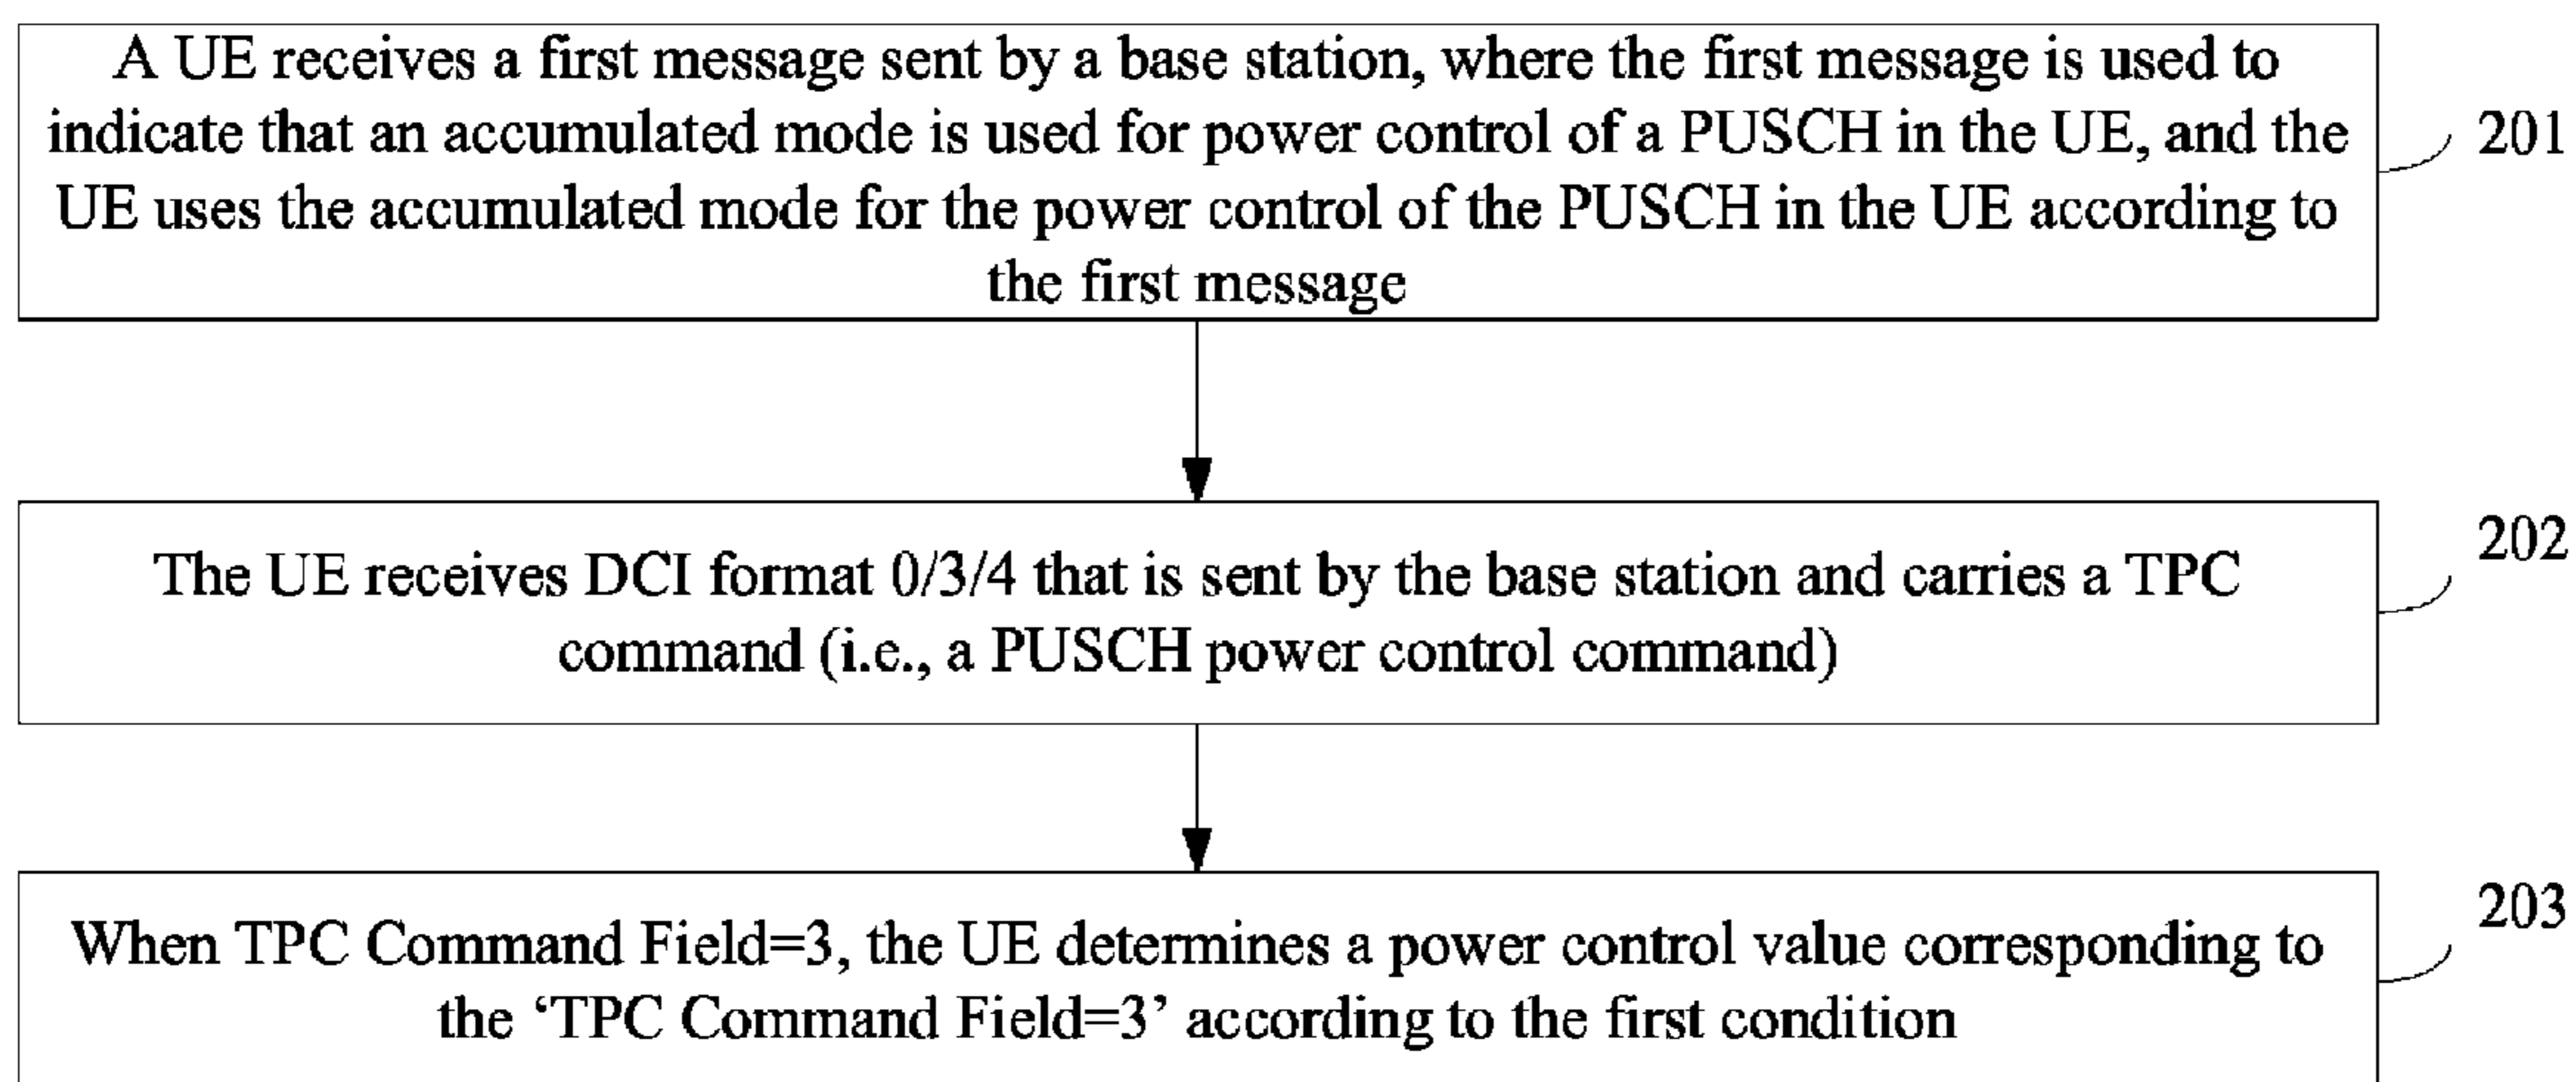 A UE receives a first message sent by a base station, where the first message is used to
indicate that an accumulated mode is used for power control of a PUSCH in the UE, and the
UE uses the accumulated mode for the power control of the PUSCH in the UE according to
the first message
201
The UE receives DCI format 0/3/4 that is sent by the base station and carries a TPC
command (i.e., a PUSCH power control command)
202
When TPC Command Field=3, the UE determines a power control value corresponding to
the ‘TPC Command Field=3’ according to the first condition
203